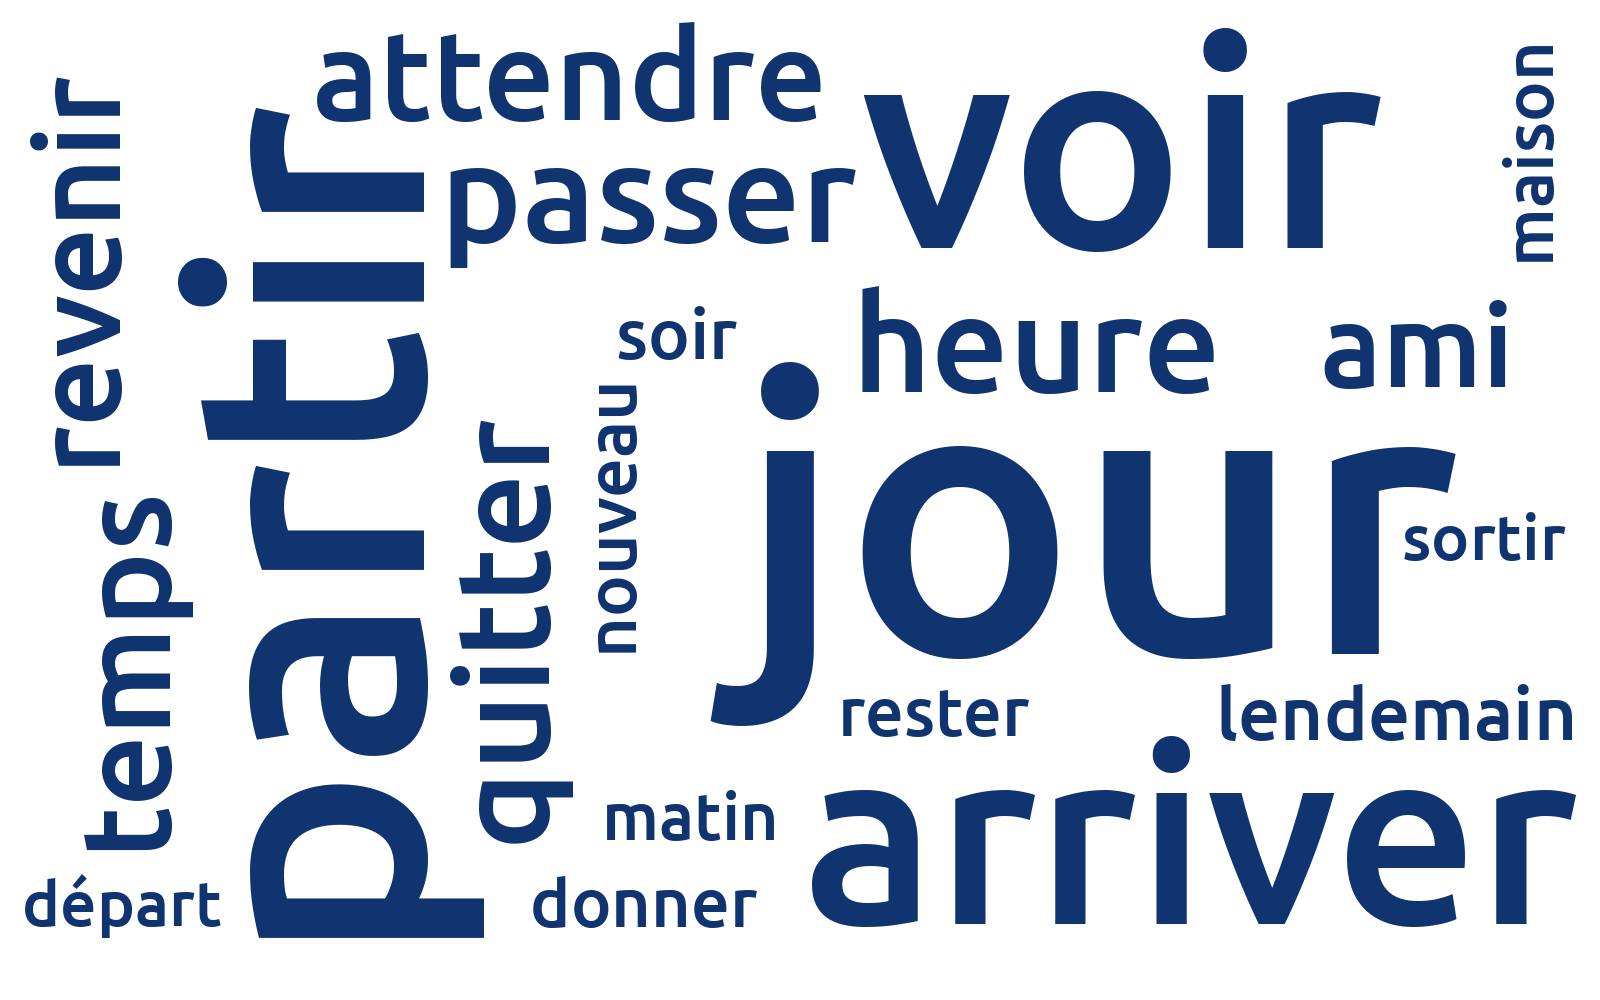 attendre
voir
maison
revenir
partir
passer
heure
ami
soir
nouveau
jour
quitter
sortir
temps
rester
lendemain
matin
arriver
départ
donner